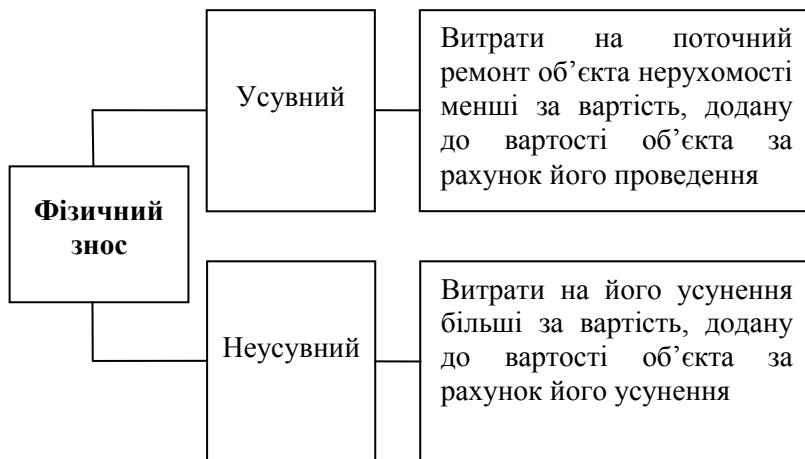 Фізичний
знос
Усувний
Витрати на поточний
ремонт об’єкта нерухомості
менші за вартість, додану
до вартості об’єкта за
рахунок його проведення
Неусувний
Витрати на його усунення
більші за вартість, додану
до вартості об’єкта за
рахунок його усунення